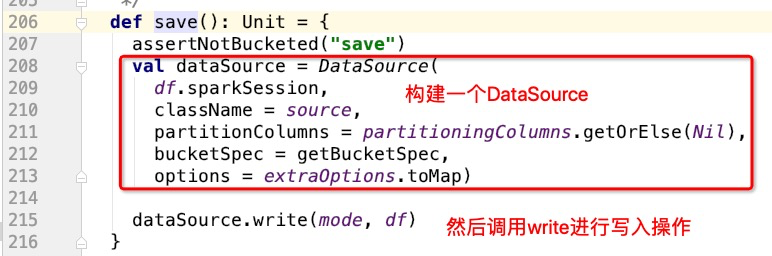 205 */
206 def save(): Unit = {
207 assertNotBucketed("save")
208 val dataSource = DataSource(
209 df.sparkSession,
构建一个DataSource
210 className = source,
211 partitionColumns = partitioningColumns.getOrElse(Nil),
212 bucketSpec = getBucketSpec,
213 options = extraOptions.toMap)
214
215 dataSource.write(mode, df)
然后调用write进行写入操作
216 }